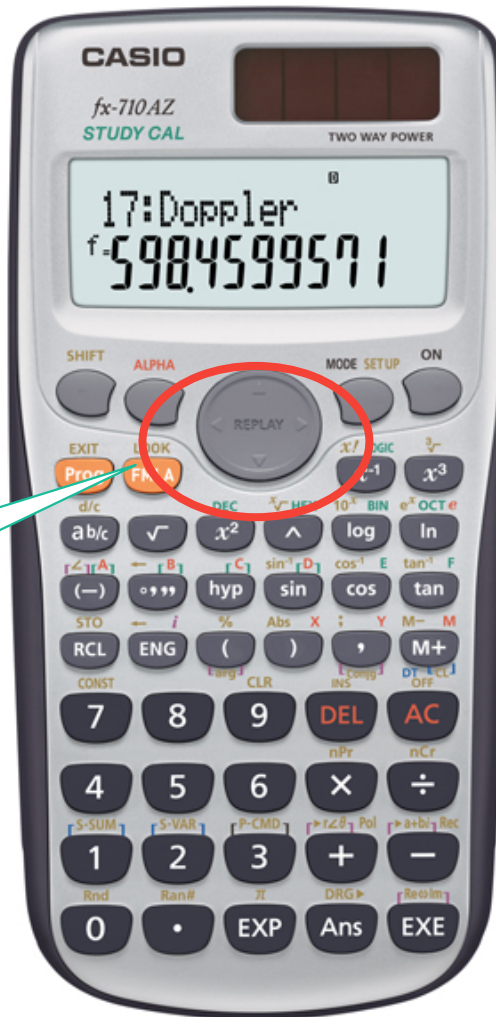 CASIO
fx-710AZ
STUDY CAL
TWO WAY POWER
D
17:Doppler
f=598.4599571
SHIFT ALPHA MODE SETUP ON
REPLAY
EXIT LOOK x! LOGIC ³√
Prog FMLA x⁻¹ x³
d/c DEC ˣ√ HEX 10ˣ BIN eˣ OCT e
ab/c √ x² ^ log ln
∠ A ← B C sin⁻¹ D cos⁻¹ E tan⁻¹ F
(−) °,,, hyp sin cos tan
STO ← i % Abs X ; Y M− M
RCL ENG ( ) , M+
CONST arg CLR INS Conjg DT CL OFF
7 8 9 DEL AC
nPr nCr
4 5 6 × ÷
S-SUM S-VAR P-CMD ►r∠θ Pol ►a+bi Rec
1 2 3 + −
Rnd Ran# π DRG► Re⇔Im
0 . EXP Ans EXE